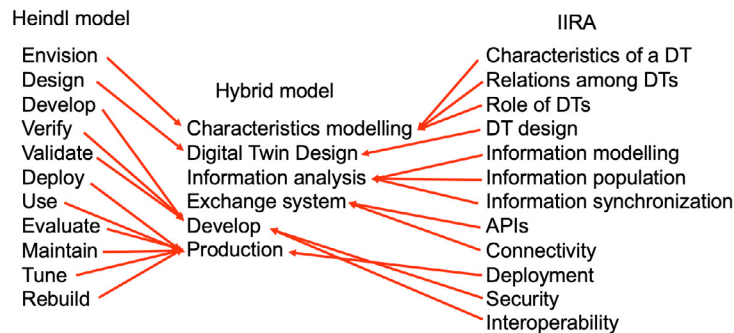 Heindl model
Envision
Design
Develop
Verify
Validate
Deploy
Use
Evaluate
Maintain
Tune
Rebuild
Hybrid model
Characteristics modelling
Digital Twin Design
Information analysis
Exchange system
Develop
Production
IIRA
Characteristics of a DT
Relations among DTs
Role of DTs
DT design
Information modelling
Information population
Information synchronization
APIs
Connectivity
Deployment
Security
Interoperability